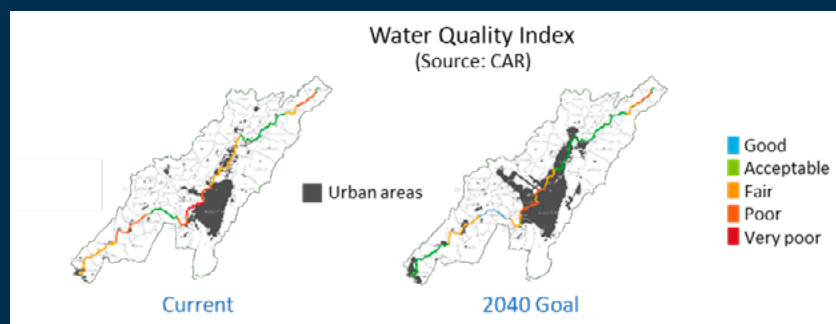 Water Quality Index
(Source: CAR)
Urban areas
Good
Acceptable
Fair
Poor
Very poor
Current
2040 Goal